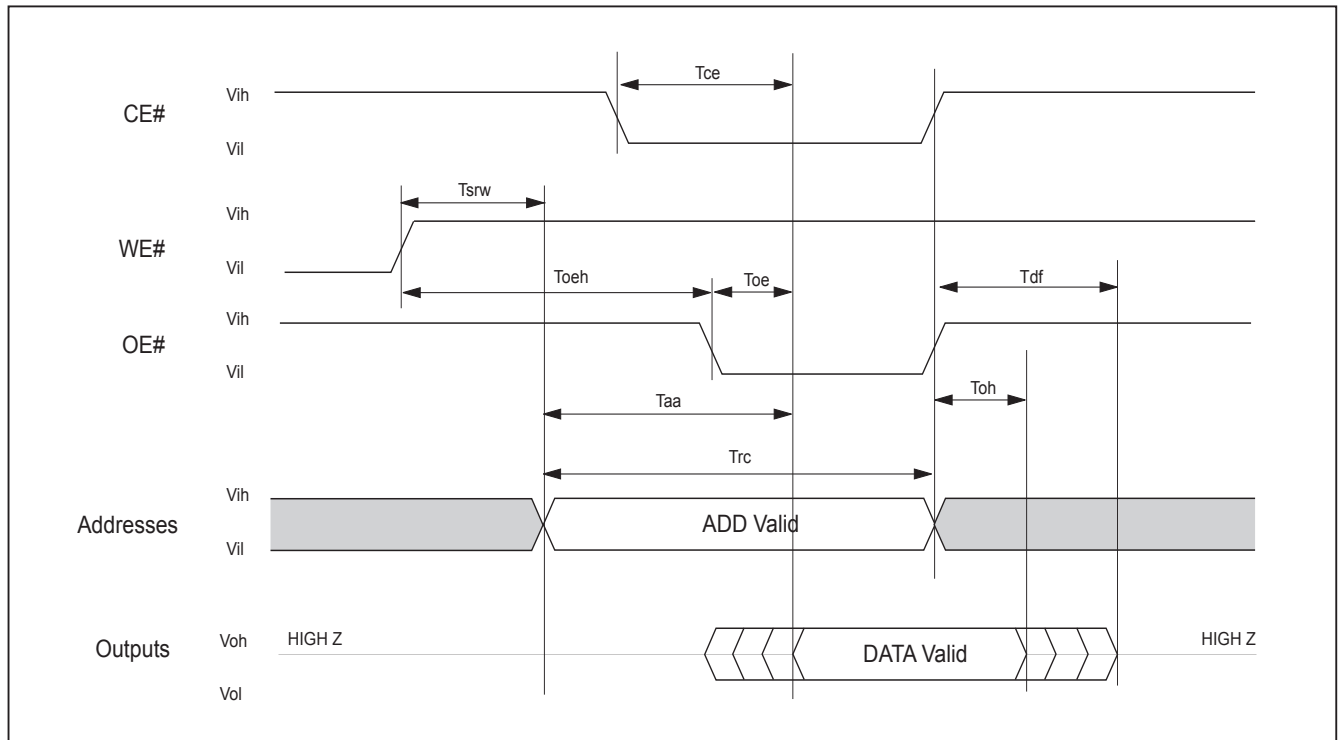 Tce
Vih
CE#
Vil
Tsrw
Vih
WE#
Vil
Toeh
Toe
Tdf
Vih
OE#
Vil
Toh
Taa
Trc
Vih
Addresses
ADD Valid
Vil
Outputs
Voh
HIGH Z
DATA Valid
HIGH Z
Vol